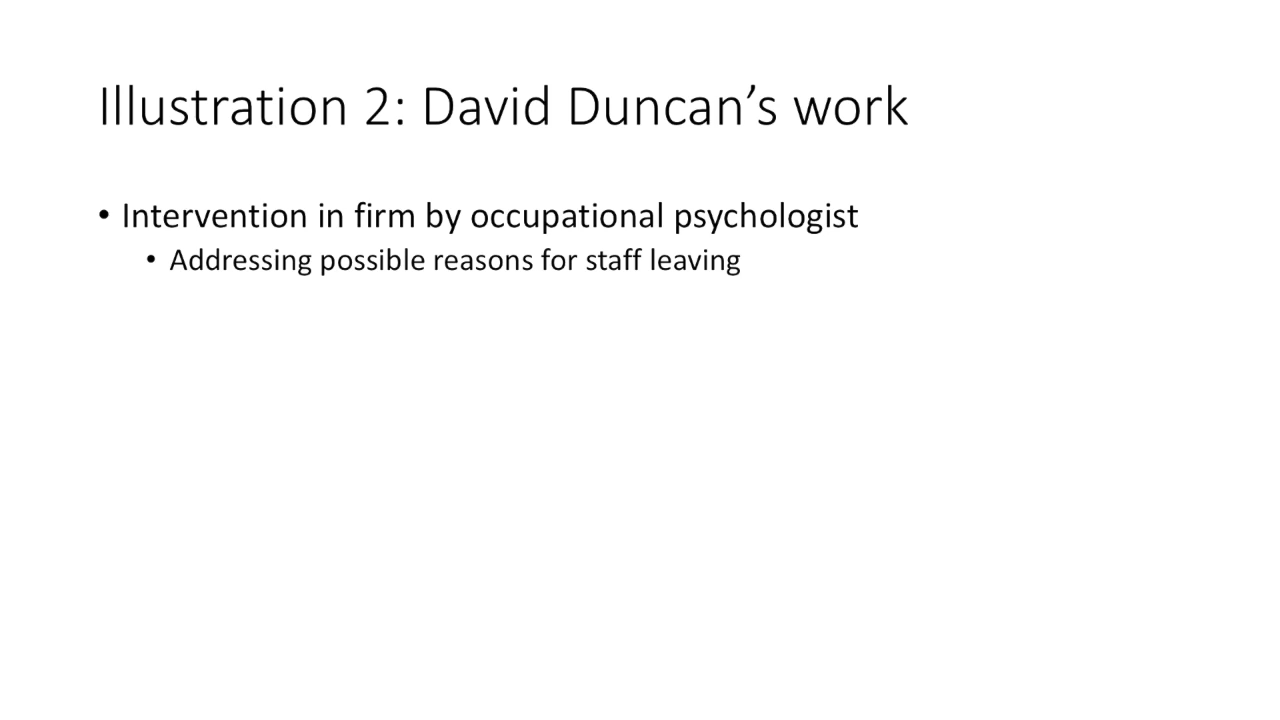 Illustration 2: David Duncan’s work
• Intervention in firm by occupational psychologist
• Addressing possible reasons for staff leaving